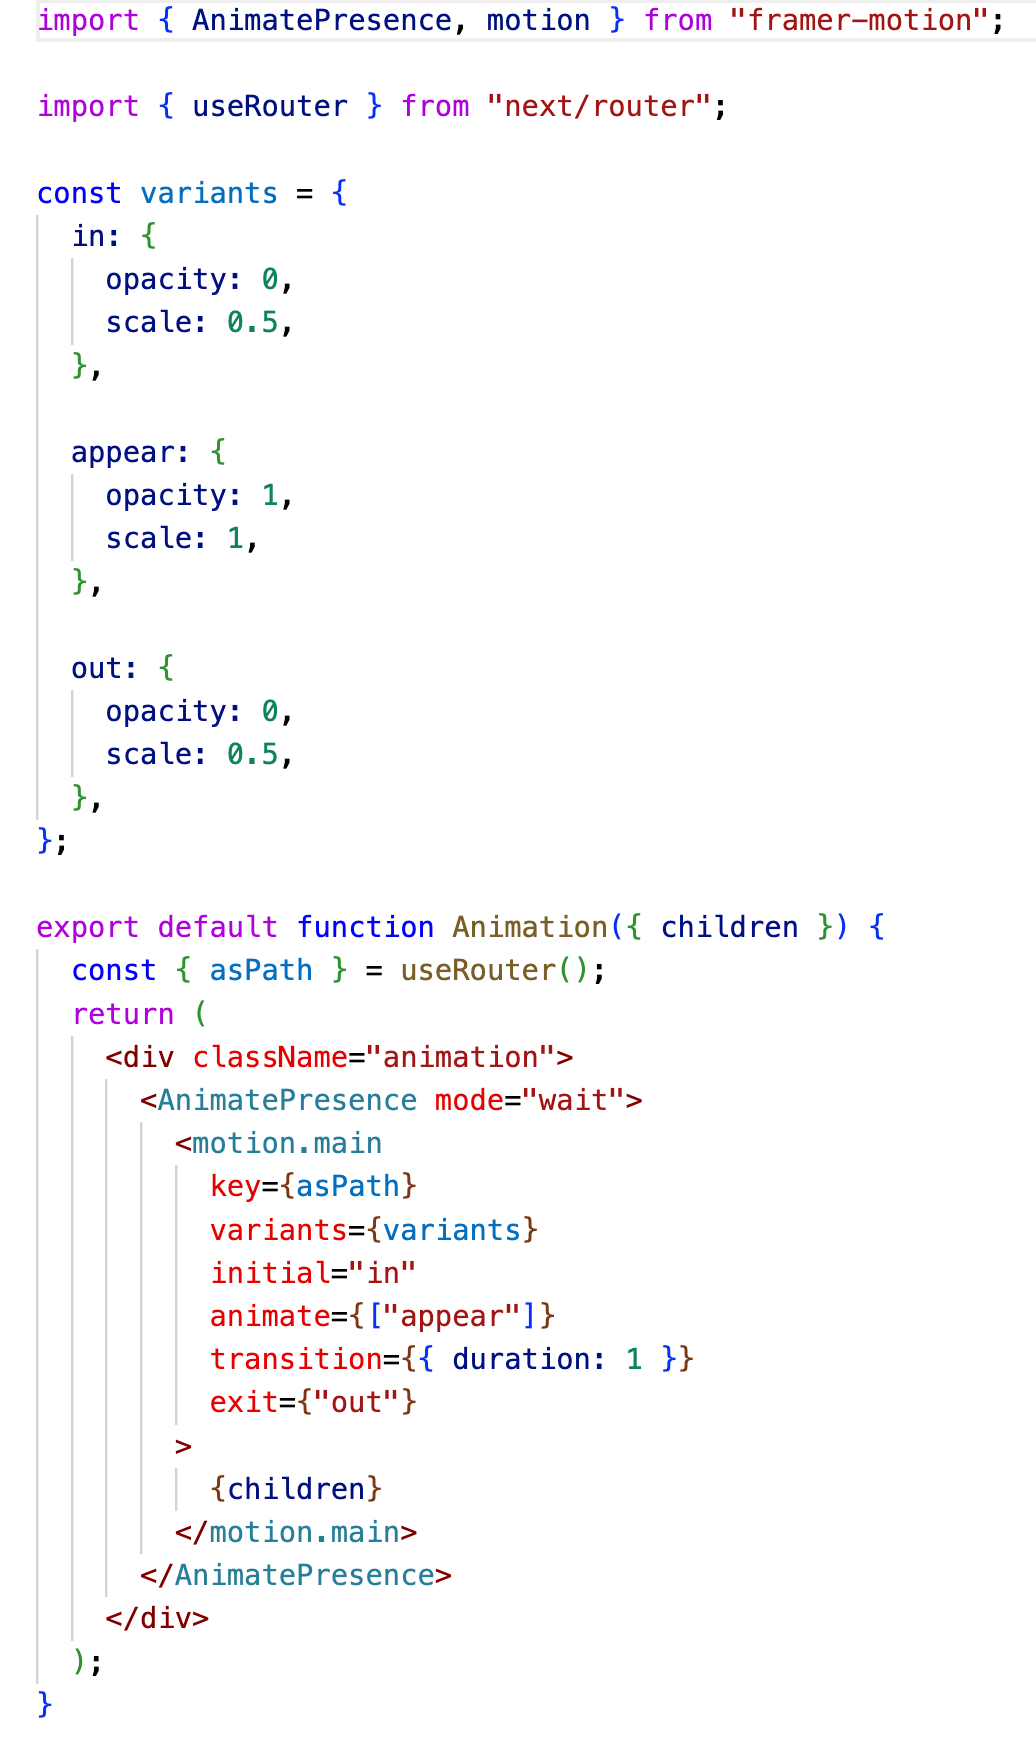 import { AnimatePresence, motion } from "framer-motion";
import { useRouter } from "next/router";
const variants = {
  in: {
    opacity: 0,
    scale: 0.5,
  },
  appear: {
    opacity: 1,
    scale: 1,
  },
  out: {
    opacity: 0,
    scale: 0.5,
  },
};
export default function Animation({ children }) {
  const { asPath } = useRouter();
  return (
    <div className="animation">
      <AnimatePresence mode="wait">
        <motion.main
          key={asPath}
          variants={variants}
          initial="in"
          animate={["appear"]}
          transition={{ duration: 1 }}
          exit={"out"}
        >
          {children}
        </motion.main>
      </AnimatePresence>
    </div>
  );
}